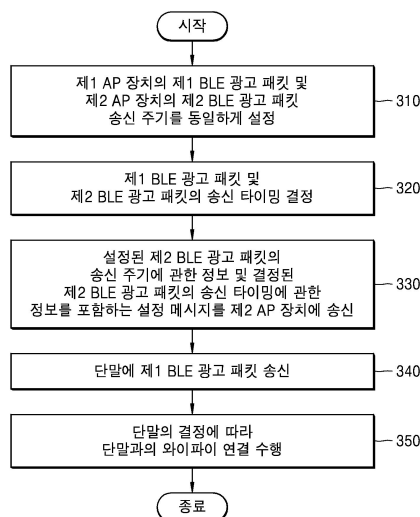 시작
제1 AP 장치의 제1 BLE 광고 패킷 및
제2 AP 장치의 제2 BLE 광고 패킷
송신 주기를 동일하게 설정
310
제1 BLE 광고 패킷 및
제2 BLE 광고 패킷의 송신 타이밍 결정
320
설정된 제2 BLE 광고 패킷의
송신 주기에 관한 정보 및 결정된
제2 BLE 광고 패킷의 송신 타이밍에 관한
정보를 포함하는 설정 메시지를 제2 AP 장치에 송신
330
단말에 제1 BLE 광고 패킷 송신
340
단말의 결정에 따라
단말과의 와이파이 연결 수행
350
종료